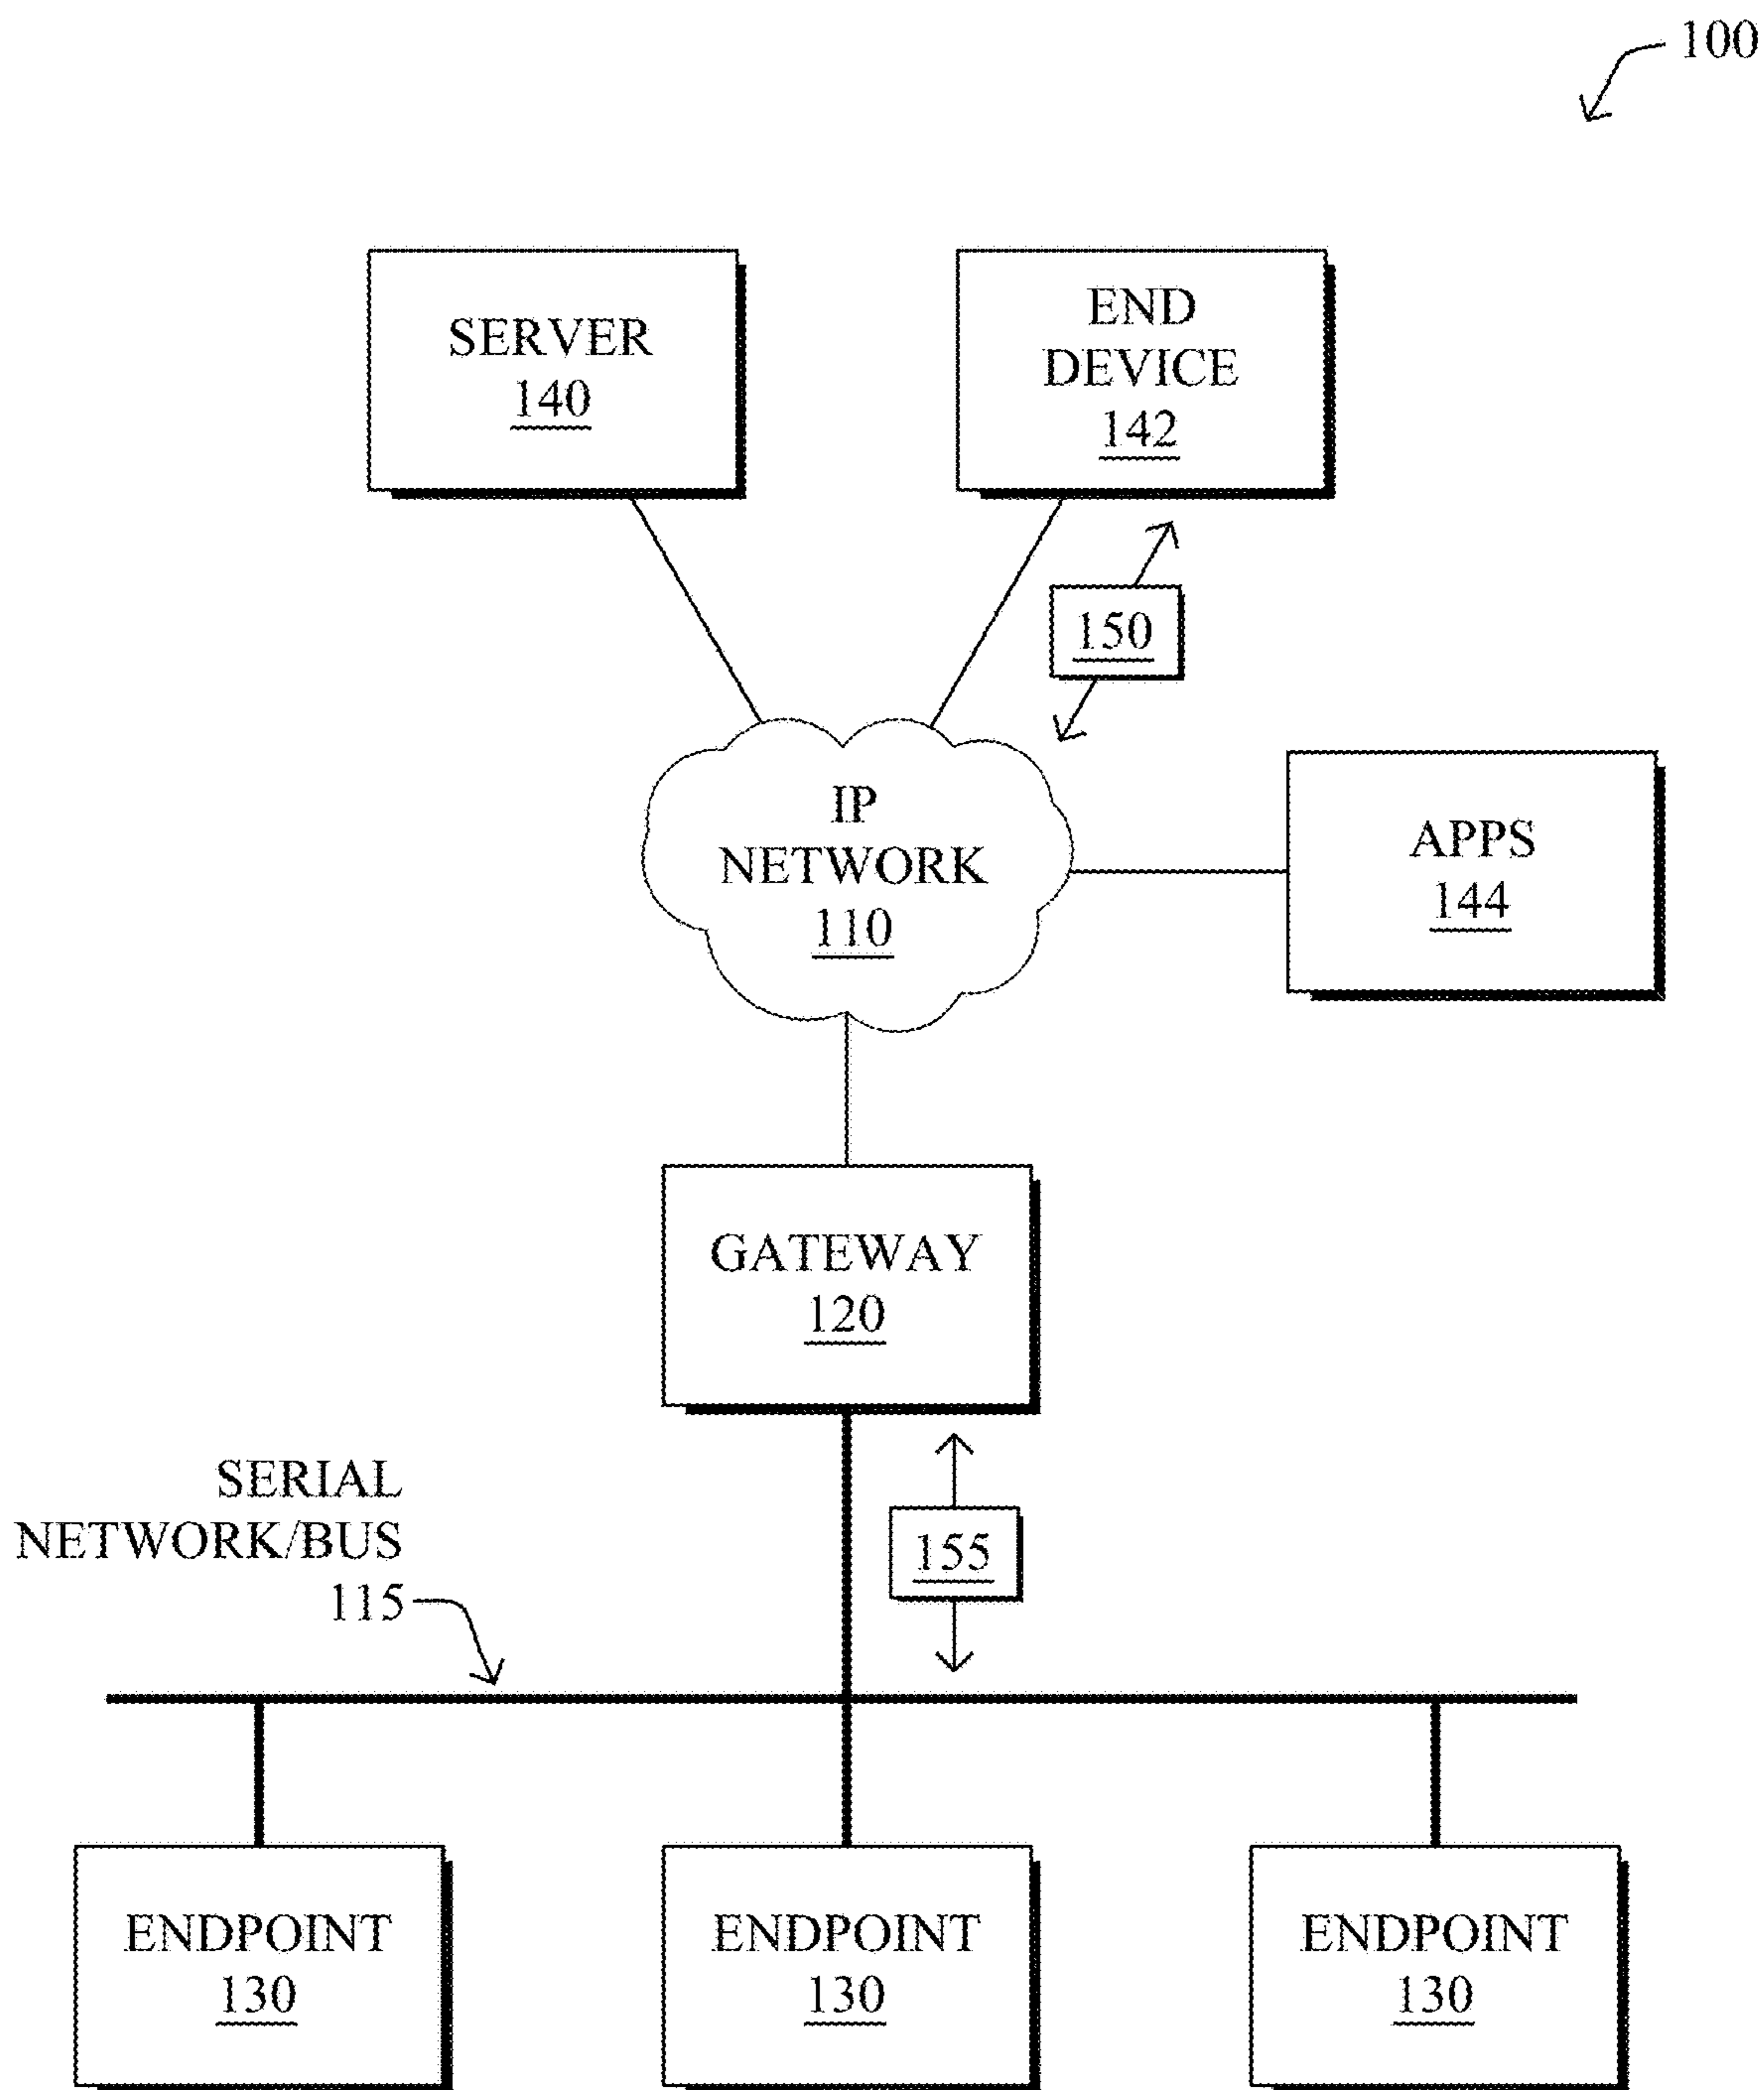 100
SERVER
140
END
DEVICE
142
150
IP
NETWORK
110
APPS
144
GATEWAY
120
SERIAL
NETWORK/BUS
115
155
ENDPOINT
130
ENDPOINT
130
ENDPOINT
130